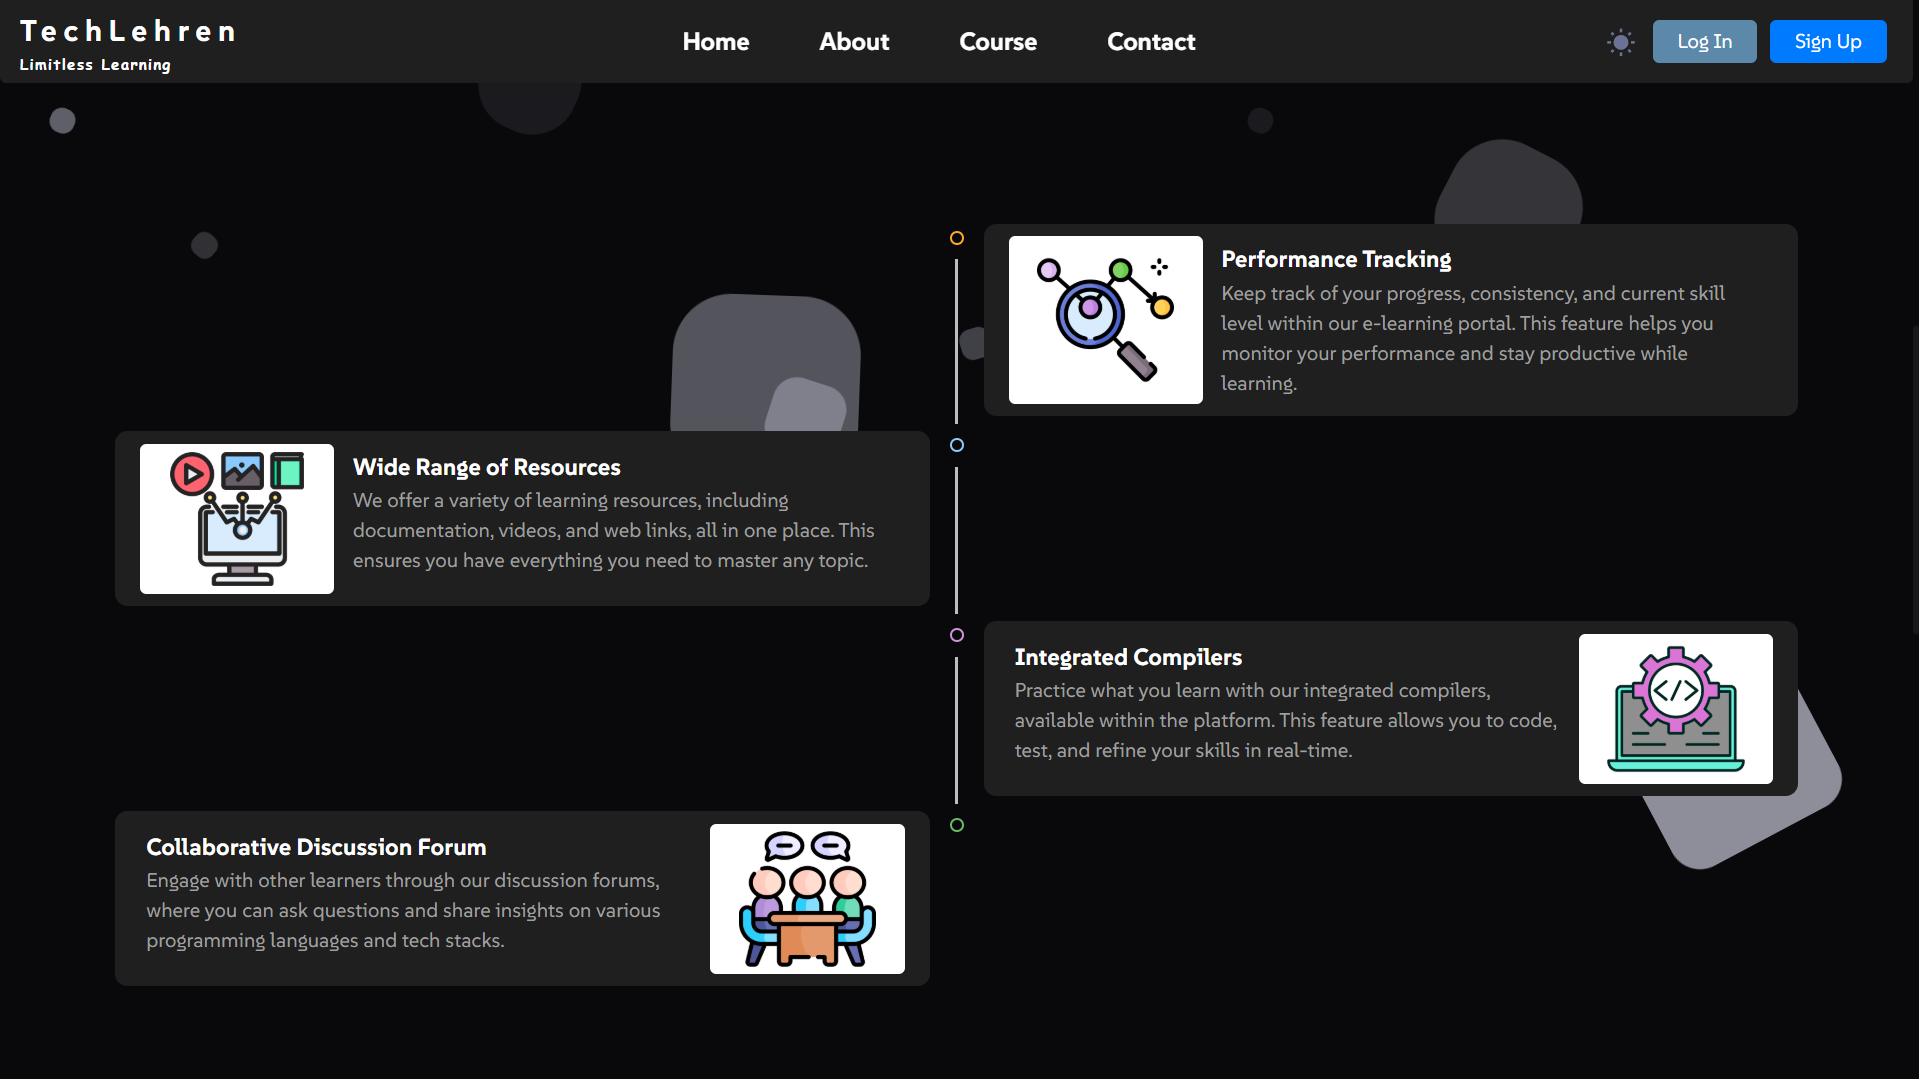 TechLehren
Limitless Learning
Home About Course Contact
Log In Sign Up
Performance Tracking
Keep track of your progress, consistency, and current skill
level within our e-learning portal. This feature helps you
monitor your performance and stay productive while
learning.
Wide Range of Resources
We offer a variety of learning resources, including
documentation, videos, and web links, all in one place. This
ensures you have everything you need to master any topic.
Integrated Compilers
Practice what you learn with our integrated compilers,
available within the platform. This feature allows you to code,
test, and refine your skills in real-time.
</>
Collaborative Discussion Forum
Engage with other learners through our discussion forums,
where you can ask questions and share insights on various
programming languages and tech stacks.